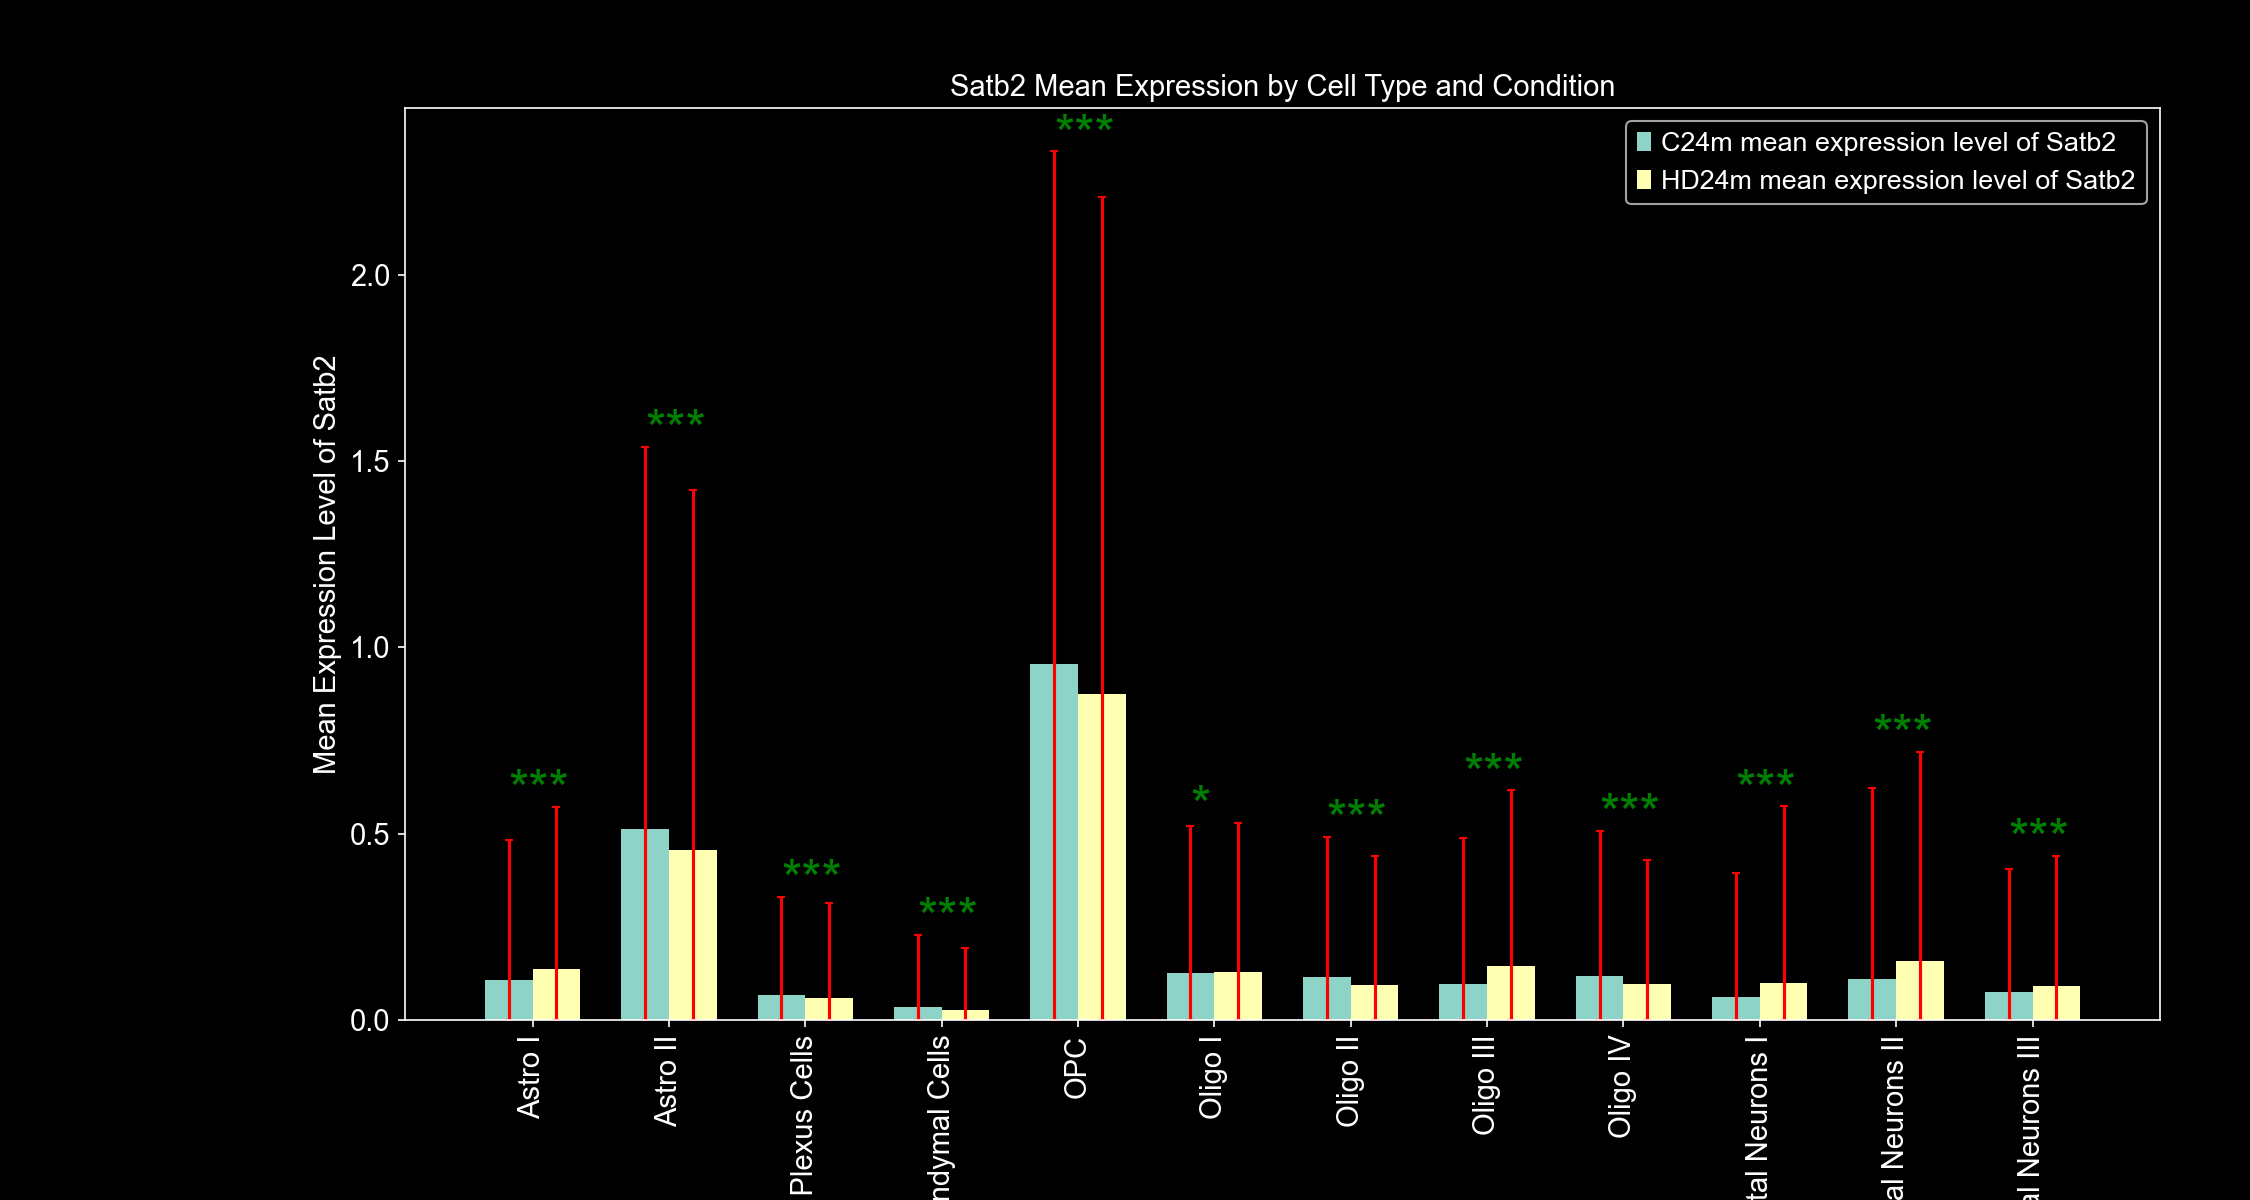 Satb2 Mean Expression by Cell Type and Condition
C24m mean expression level of Satb2
HD24m mean expression level of Satb2
Mean Expression Level of Satb2
2.0
1.5
1.0
0.5
0.0
***
***
***
***
***
*
***
***
***
***
***
***
Astro I
Astro II
Plexus Cells
ndymal Cells
OPC
Oligo I
Oligo II
Oligo III
Oligo IV
tal Neurons I
al Neurons II
al Neurons III